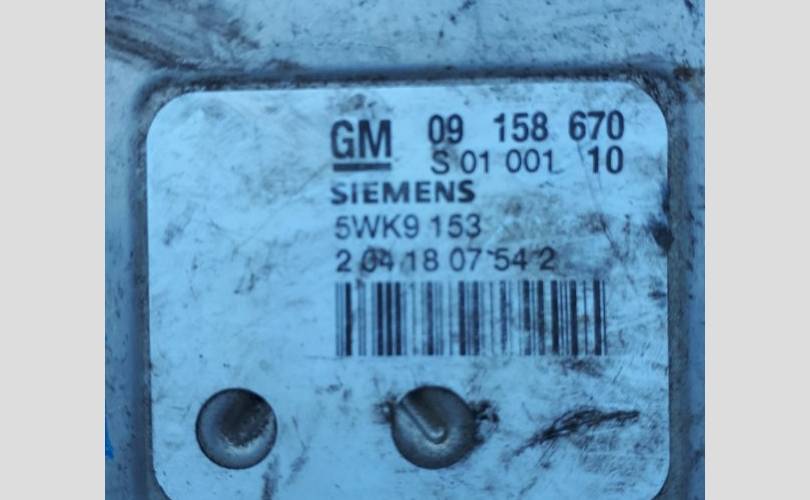 GM 09 158 670
S 01 001 10
SIEMENS
5WK9 153
2 04 18 07 54 2